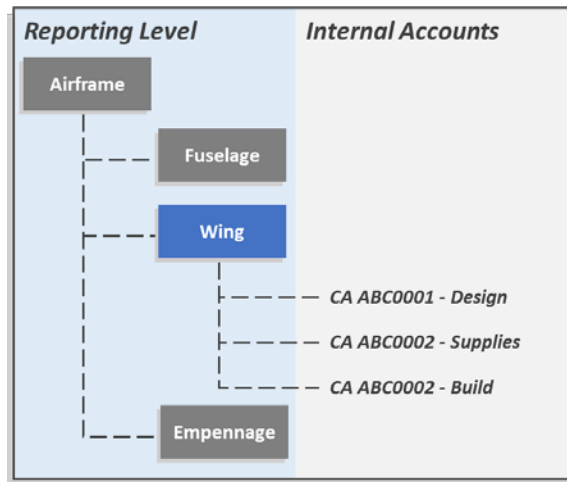 Reporting Level
Internal Accounts
Airframe
Fuselage
Wing
CA ABC0001 - Design
CA ABC0002 - Supplies
CA ABC0002 - Build
Empennage